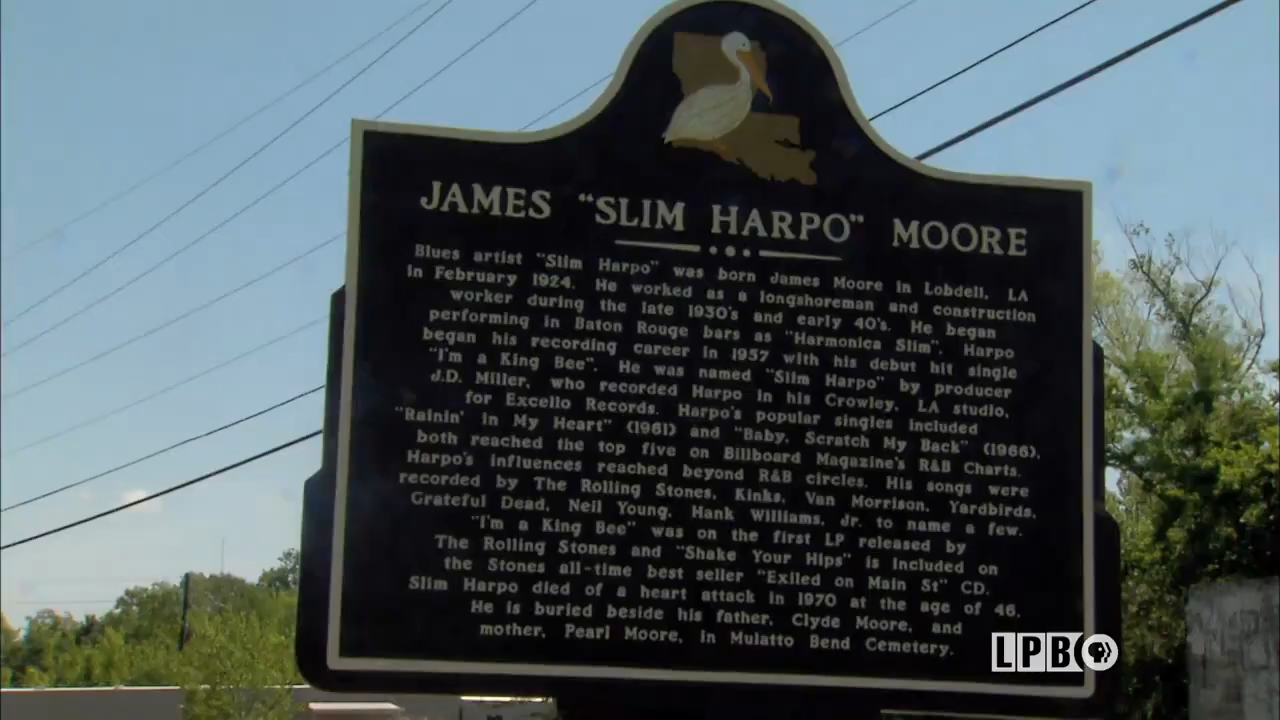 JAMES "SLIM HARPO" MOORE
Blues artist "Slim Harpo" was born James Moore in Lobdell, LA
in February 1924. He worked as a longshoreman and construction
worker during the late 1930's and early 40's. He began
performing in Baton Rouge bars as "Harmonica Slim". Harpo
began his recording career in 1957 with his debut hit single
"I'm a King Bee". He was named "Slim Harpo" by producer
J.D. Miller, who recorded Harpo in his Crowley, LA studio,
for Excello Records. Harpo's popular singles included
"Rainin' in My Heart" (1961) and "Baby, Scratch My Back" (1966),
both reached the top five on Billboard Magazine's R&B Charts.
Harpo's influences reached beyond R&B circles. His songs were
recorded by The Rolling Stones, Kinks, Van Morrison, Yardbirds,
Grateful Dead, Neil Young, Hank Williams, Jr. to name a few.
"I'm a King Bee" was on the first LP released by
The Rolling Stones and "Shake Your Hips" is included on
the Stones all-time best seller "Exiled on Main St" CD.
Slim Harpo died of a heart attack in 1970 at the age of 46.
He is buried beside his father, Clyde Moore, and
mother, Pearl Moore, in Mulatto Bend Cemetery.
LPB